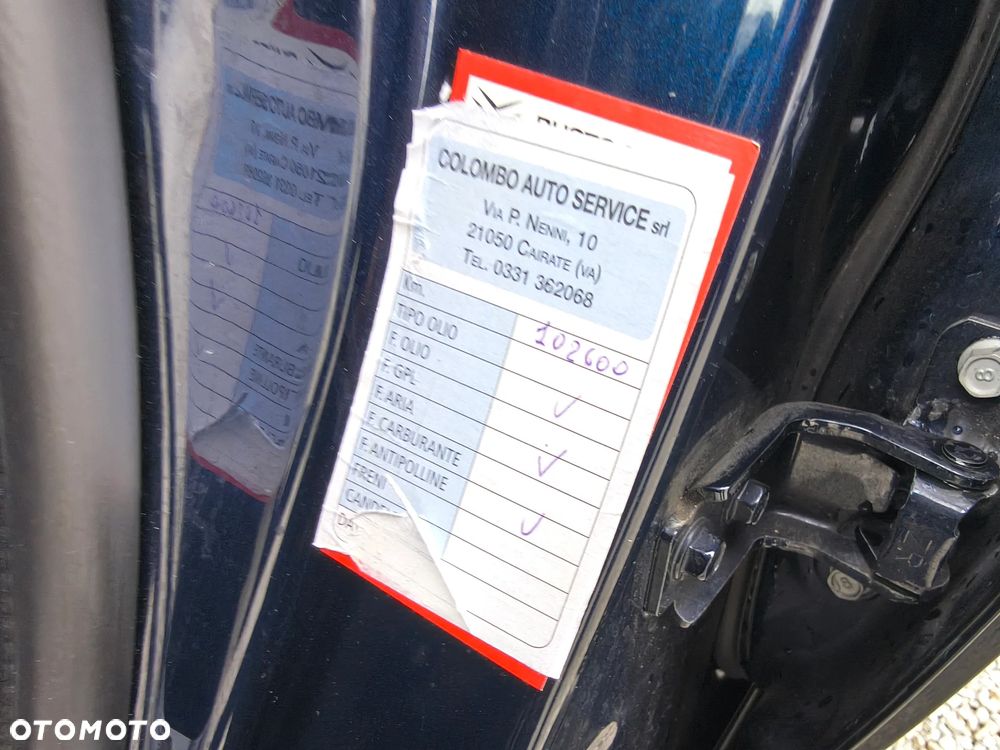 COLOMBO AUTO SERVICE srl
VIA P. NENNI, 10
21050 CAIRATE (VA)
TEL. 0331 362068
Km. 102600
TIPO OLIO
F. OLIO ✓
F. GPL
F. ARIA ✓
F. CARBURANTE
F. ANTIPOLLINE ✓
FRENI
OTOMOTO